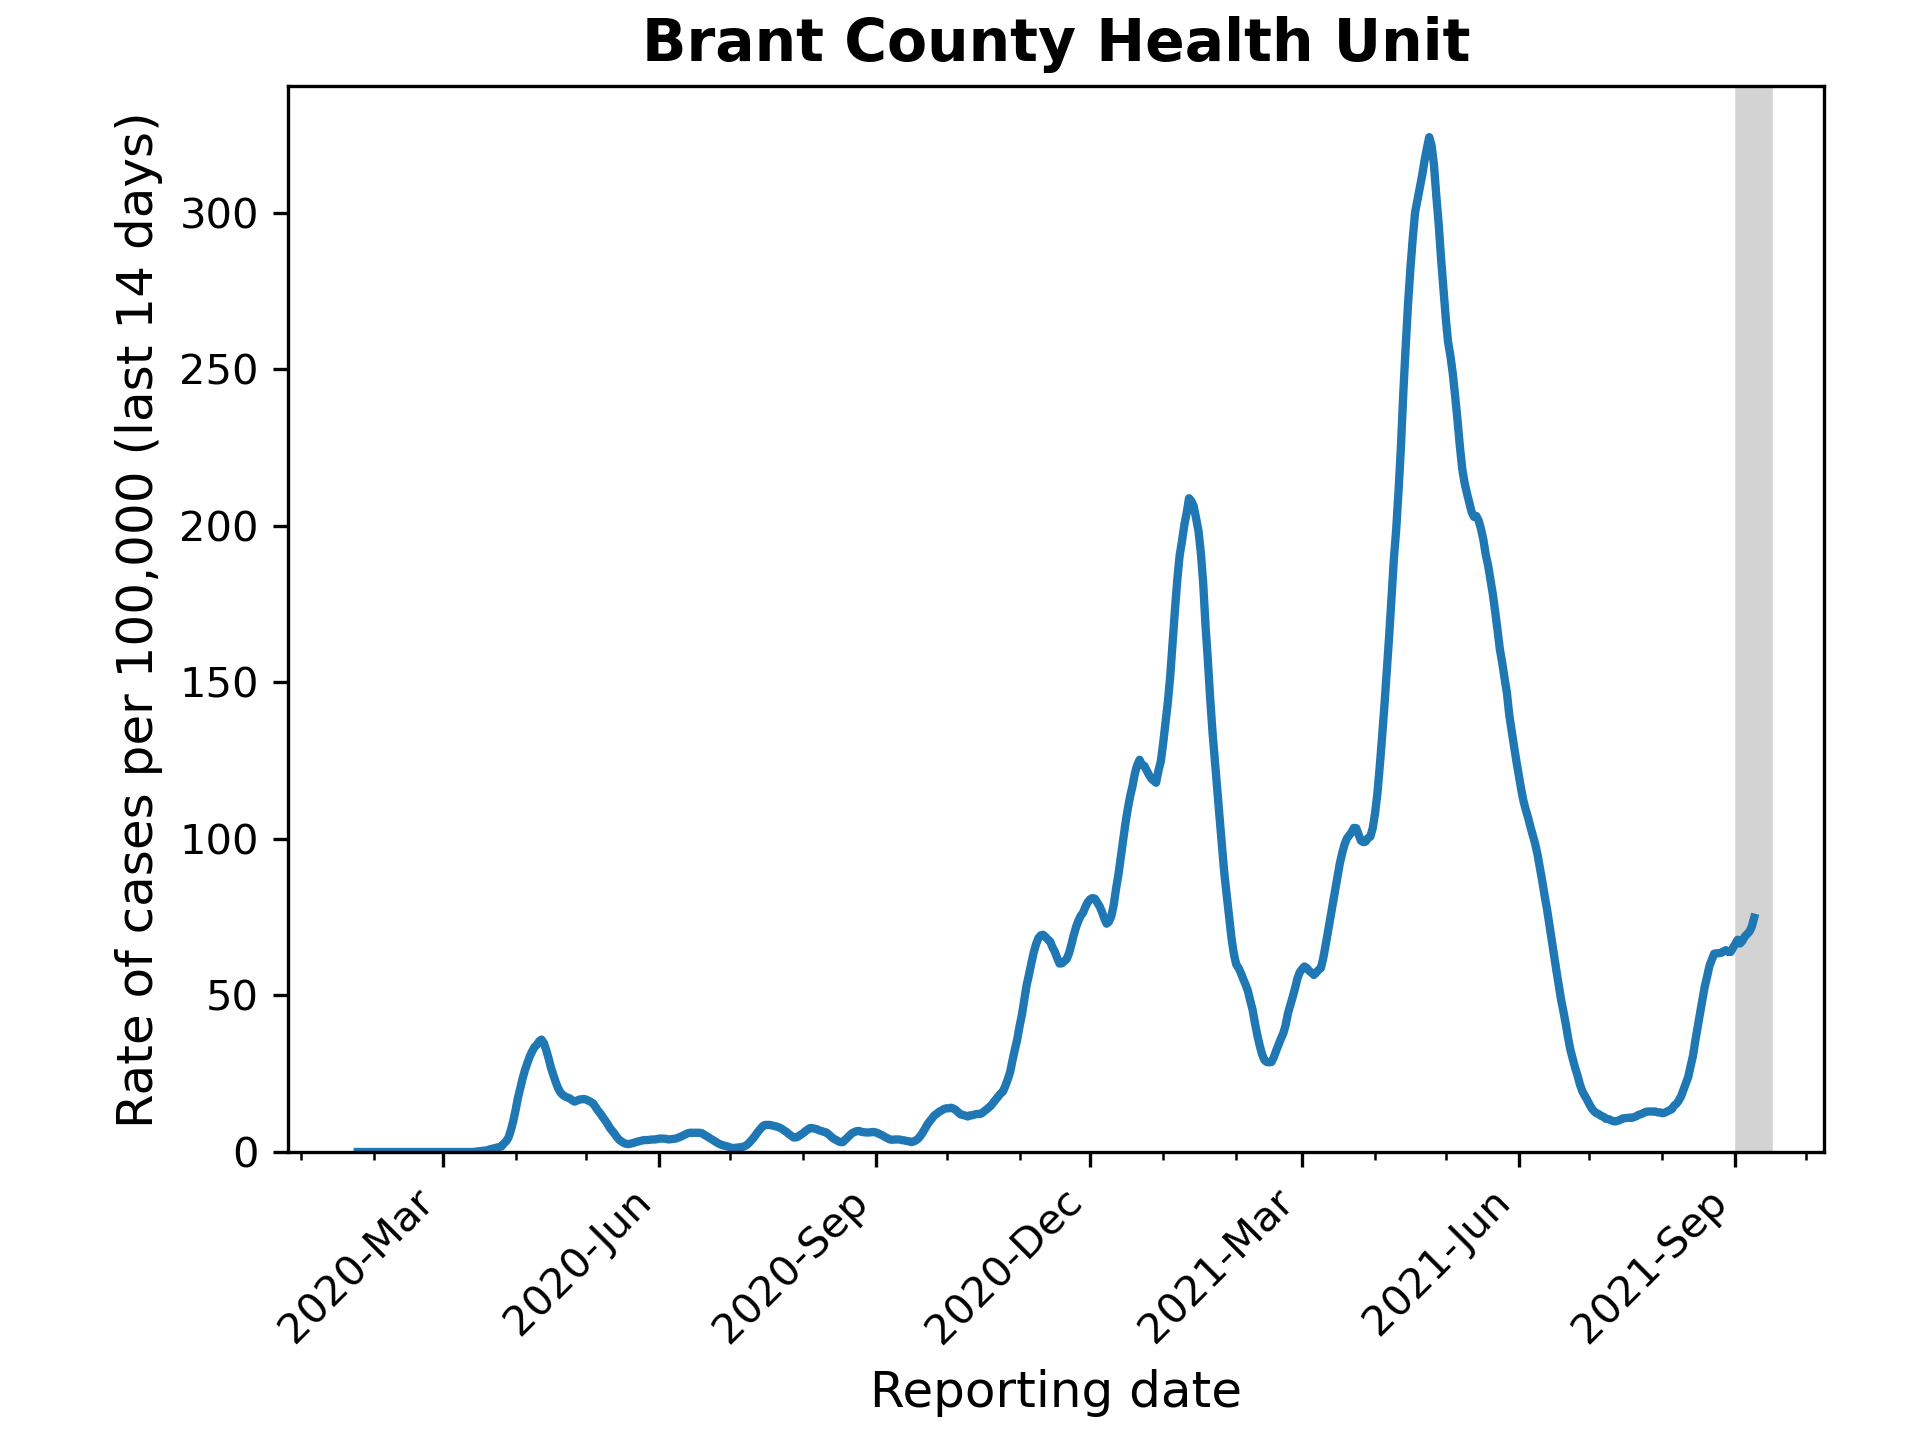 Brant County Health Unit
Rate of cases per 100,000 (last 14 days)
300
250
200
150
100
50
0
2020-Mar
2020-Jun
2020-Sep
2020-Dec
2021-Mar
2021-Jun
2021-Sep
Reporting date